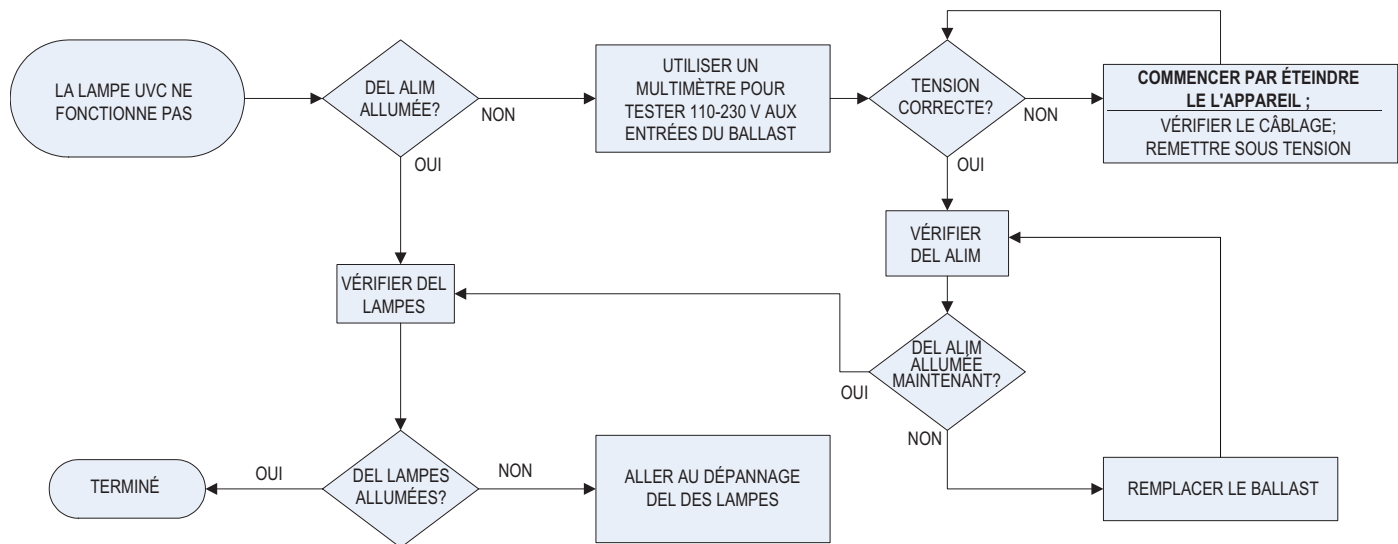 LA LAMPE UVC NE
FONCTIONNE PAS
DEL ALIM
ALLUMÉE?
NON
OUI
UTILISER UN
MULTIMÈTRE POUR
TESTER 110-230 V AUX
ENTRÉES DU BALLAST
TENSION
CORRECTE?
NON
OUI
COMMENCER PAR ÉTEINDRE
LE L'APPAREIL ;
VÉRIFIER LE CÂBLAGE;
REMETTRE SOUS TENSION
VÉRIFIER
DEL ALIM
VÉRIFIER DEL
LAMPES
DEL ALIM
ALLUMÉE
MAINTENANT?
OUI
NON
REMPLACER LE BALLAST
DEL LAMPES
ALLUMÉES?
OUI
NON
TERMINÉ
ALLER AU DÉPANNAGE
DEL DES LAMPES